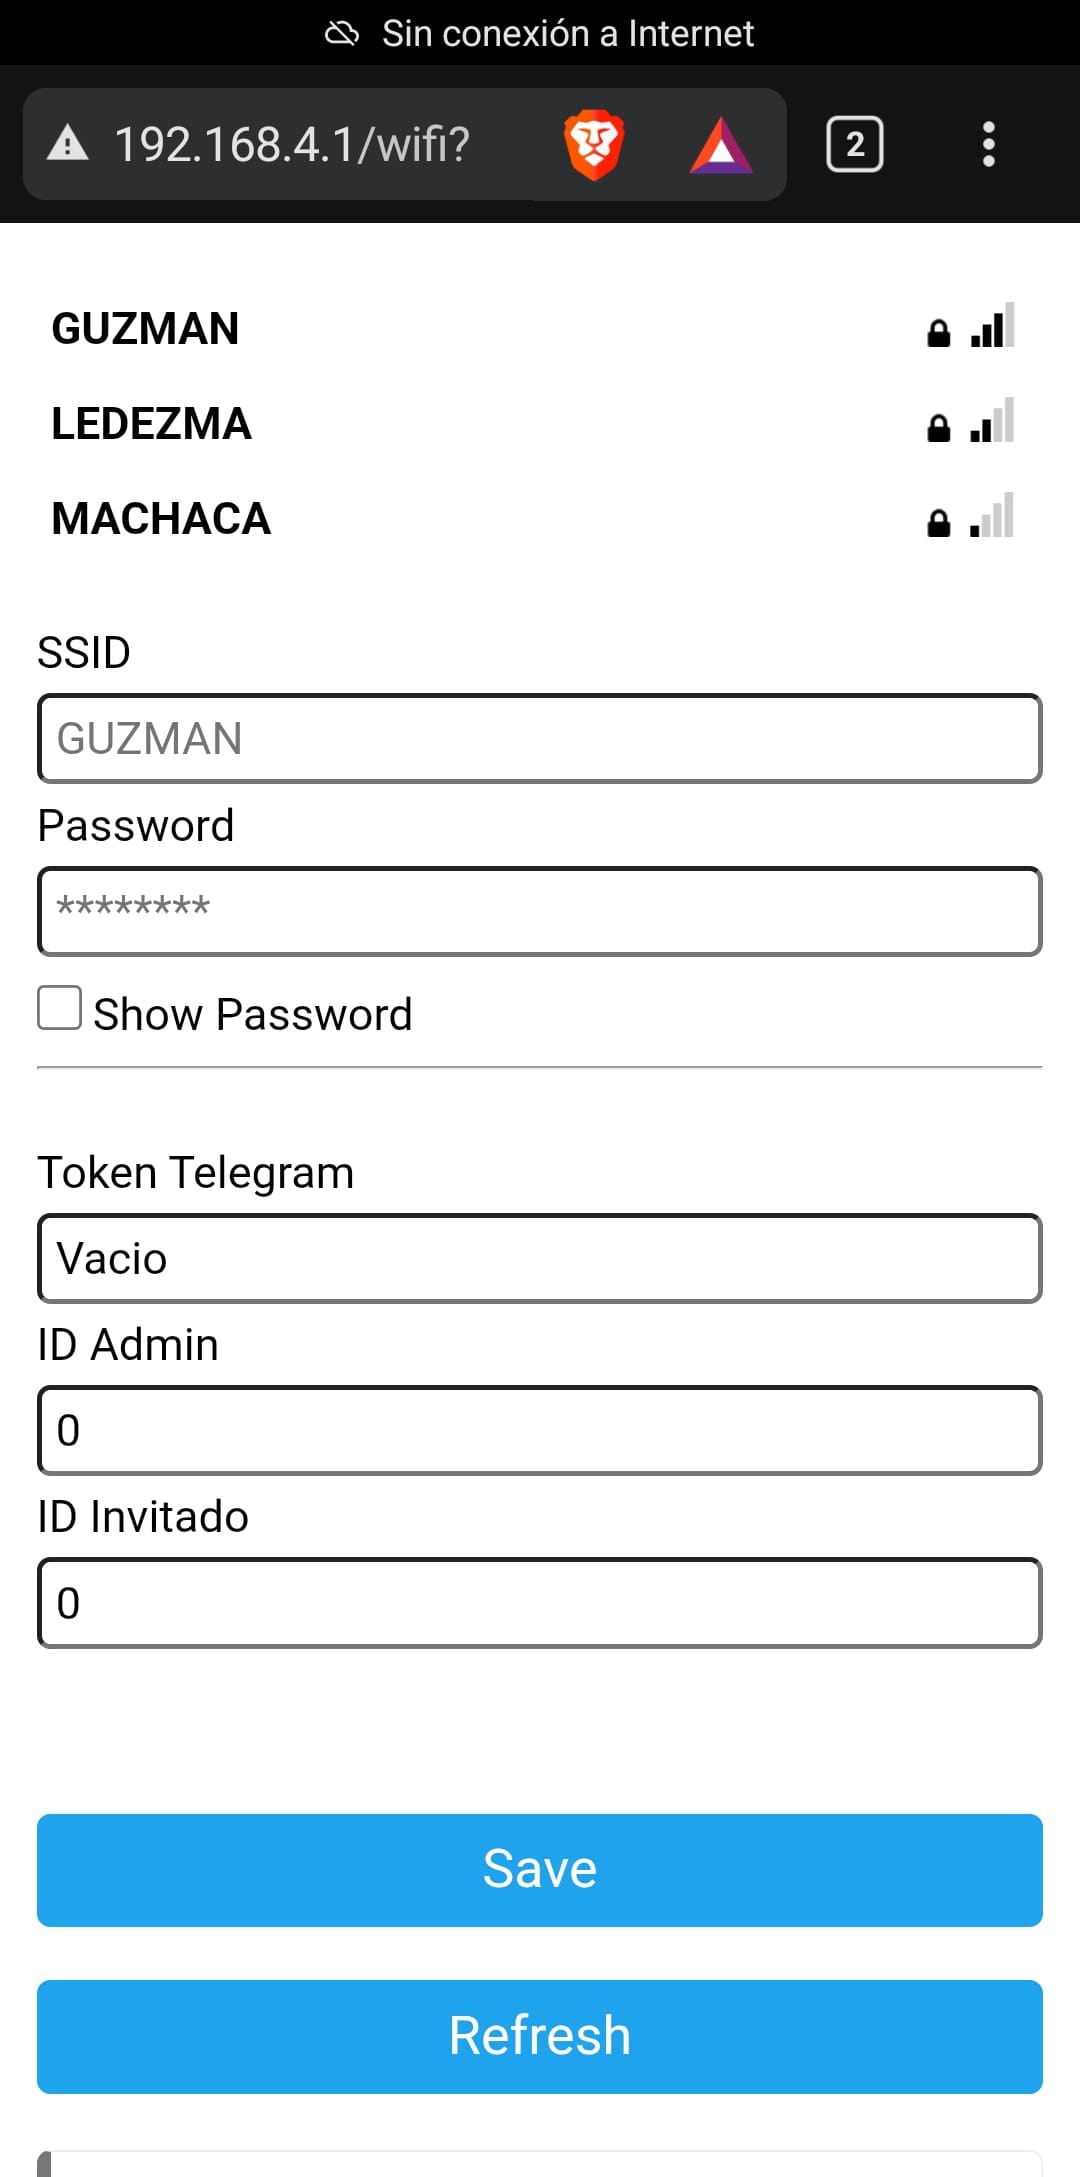 Sin conexión a Internet
192.168.4.1/wifi?
2
GUZMAN
LEDEZMA
MACHACA
SSID
GUZMAN
Password
********
Show Password
Token Telegram
Vacio
ID Admin
0
ID Invitado
0
Save
Refresh